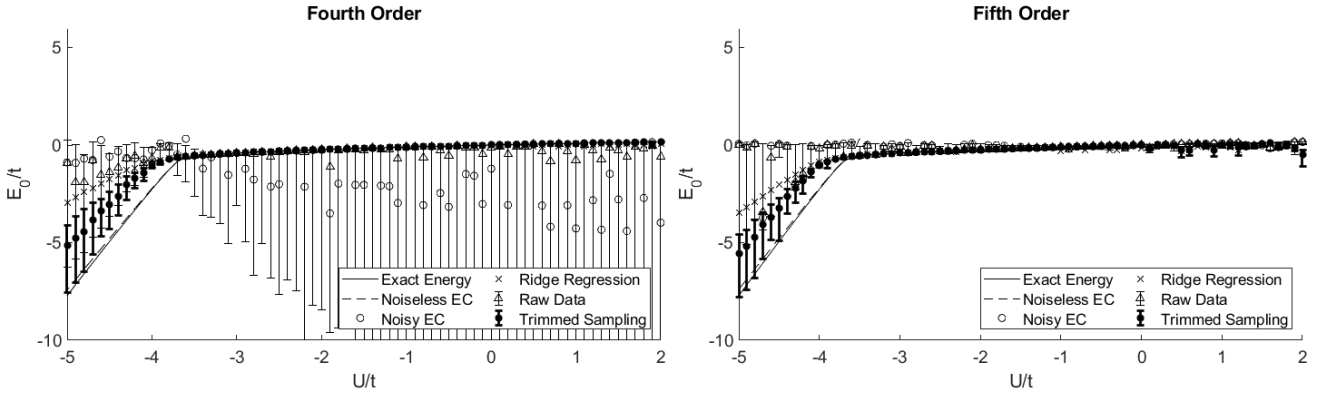 Fourth Order
E0/t
5
0
-5
-10
Exact Energy
Noiseless EC
Noisy EC
Ridge Regression
Raw Data
Trimmed Sampling
-5 -4 -3 -2 -1 0 1 2
U/t
Fifth Order
E0/t
5
0
-5
-10
Exact Energy
Noiseless EC
Noisy EC
Ridge Regression
Raw Data
Trimmed Sampling
-5 -4 -3 -2 -1 0 1 2
U/t